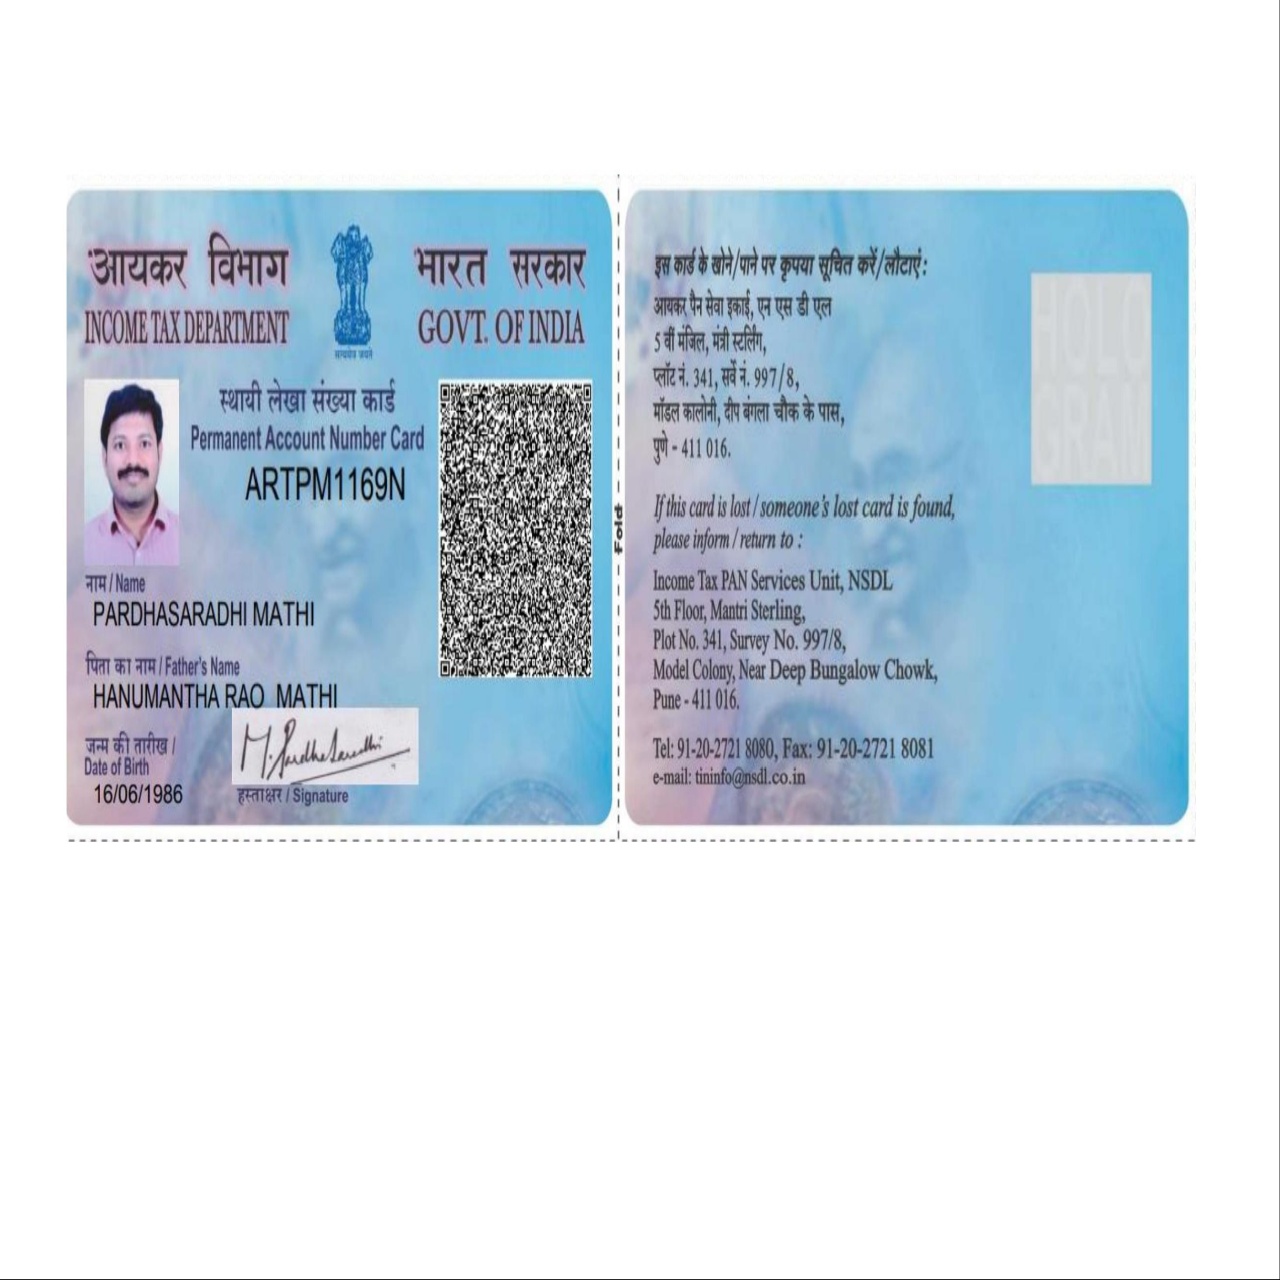 आयकर विभाग
INCOME TAX DEPARTMENT
सत्यमेव जयते
भारत सरकार
GOVT. OF INDIA
स्थायी लेखा संख्या कार्ड
Permanent Account Number Card
ARTPM1169N
नाम / Name
PARDHASARADHI MATHI
पिता का नाम / Father's Name
HANUMANTHA RAO MATHI
जन्म की तारीख /
Date of Birth
16/06/1986
M. Pardhasaradhi
हस्ताक्षर / Signature
Fold
इस कार्ड के खोने/पाने पर कृपया सूचित करें/लौटाएं :
आयकर पैन सेवा इकाई, एन एस डी एल
5 वीं मंजिल, मंत्री स्टर्लिंग,
प्लॉट नं. 341, सर्वे नं. 997/8,
मॉडल कालोनी, दीप बंगला चौक के पास,
पुणे - 411 016.
If this card is lost / someone's lost card is found,
please inform / return to :
Income Tax PAN Services Unit, NSDL
5th Floor, Mantri Sterling,
Plot No. 341, Survey No. 997/8,
Model Colony, Near Deep Bungalow Chowk,
Pune - 411 016.
Tel: 91-20-2721 8080, Fax: 91-20-2721 8081
e-mail: tininfo@nsdl.co.in
HOLO
GRAM